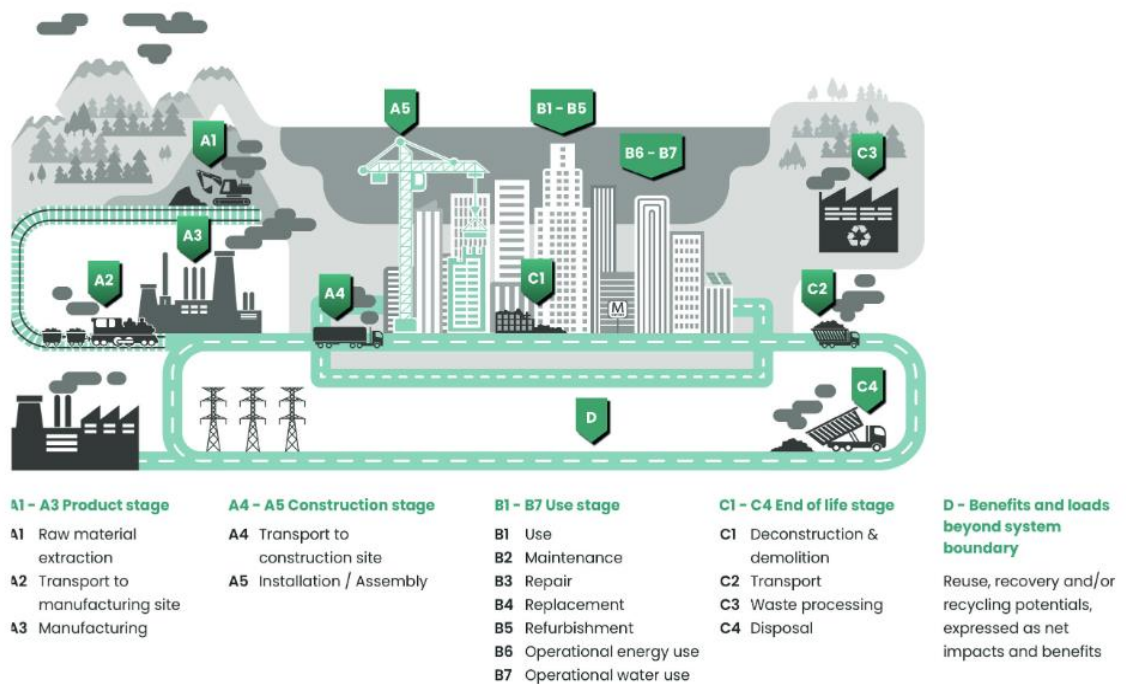 A5
B1 - B5
A1
B6 - B7
C3
A3
A2
A4
C1
C2
M
C4
D
A1 - A3 Product stage
A1 Raw material
extraction
A2 Transport to
manufacturing site
A3 Manufacturing
A4 - A5 Construction stage
A4 Transport to
construction site
A5 Installation / Assembly
B1 - B7 Use stage
B1 Use
B2 Maintenance
B3 Repair
B4 Replacement
B5 Refurbishment
B6 Operational energy use
B7 Operational water use
C1 - C4 End of life stage
C1 Deconstruction &
demolition
C2 Transport
C3 Waste processing
C4 Disposal
D - Benefits and loads
beyond system
boundary
Reuse, recovery and/or
recycling potentials,
expressed as net
impacts and benefits